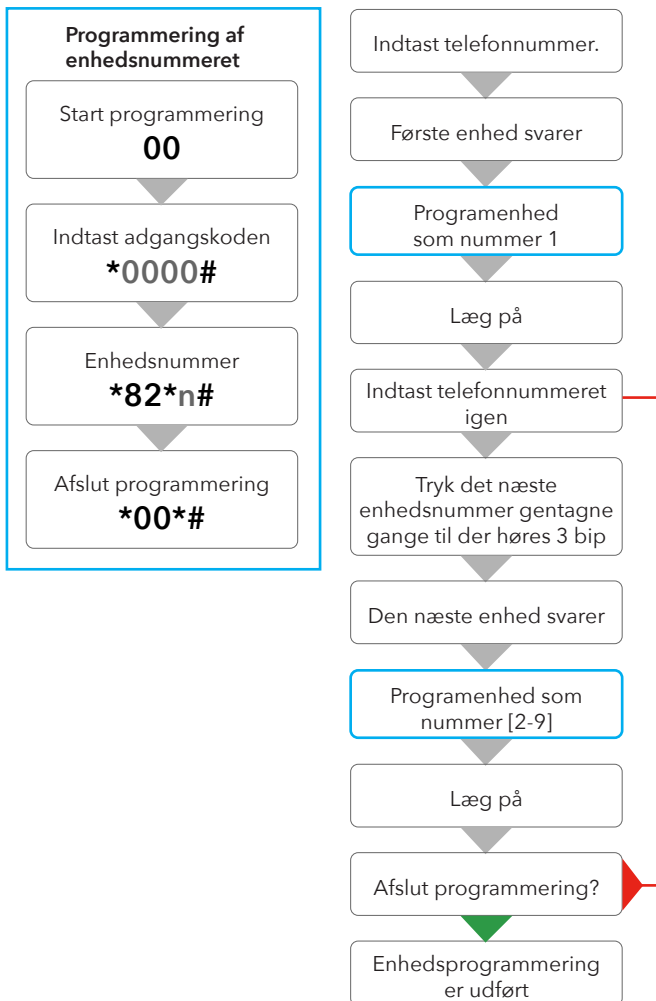 Programmering af
enhedsnummeret
Start programmering
00
Indtast adgangskoden
*0000#
Enhedsnummer
*82*n#
Afslut programmering
*00*#
Indtast telefonnummer.
Første enhed svarer
Programenhed
som nummer 1
Læg på
Indtast telefonnummeret
igen
Tryk det næste
enhedsnummer gentagne
gange til der høres 3 bip
Den næste enhed svarer
Programenhed som
nummer [2-9]
Læg på
Afslut programmering?
Enhedsprogrammering
er udført